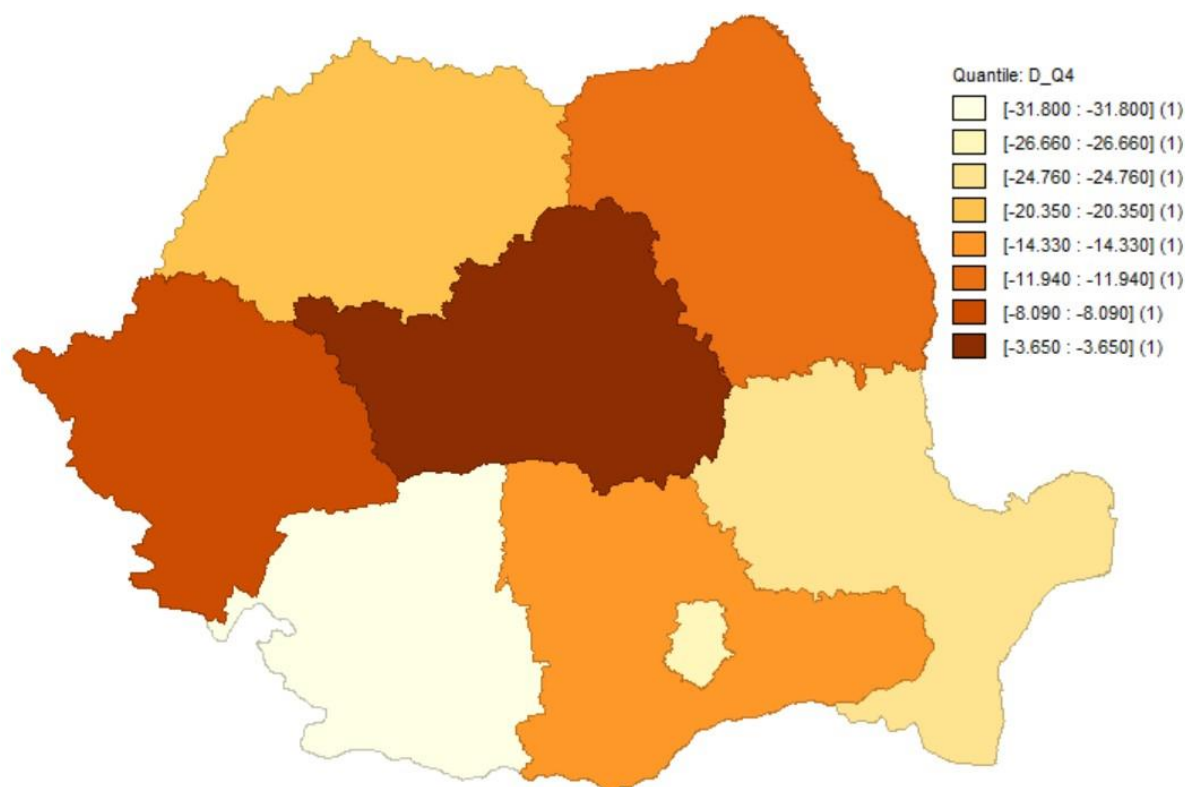 Quantile: D_Q4
[-31.800 : -31.800] (1)
[-26.660 : -26.660] (1)
[-24.760 : -24.760] (1)
[-20.350 : -20.350] (1)
[-14.330 : -14.330] (1)
[-11.940 : -11.940] (1)
[-8.090 : -8.090] (1)
[-3.650 : -3.650] (1)